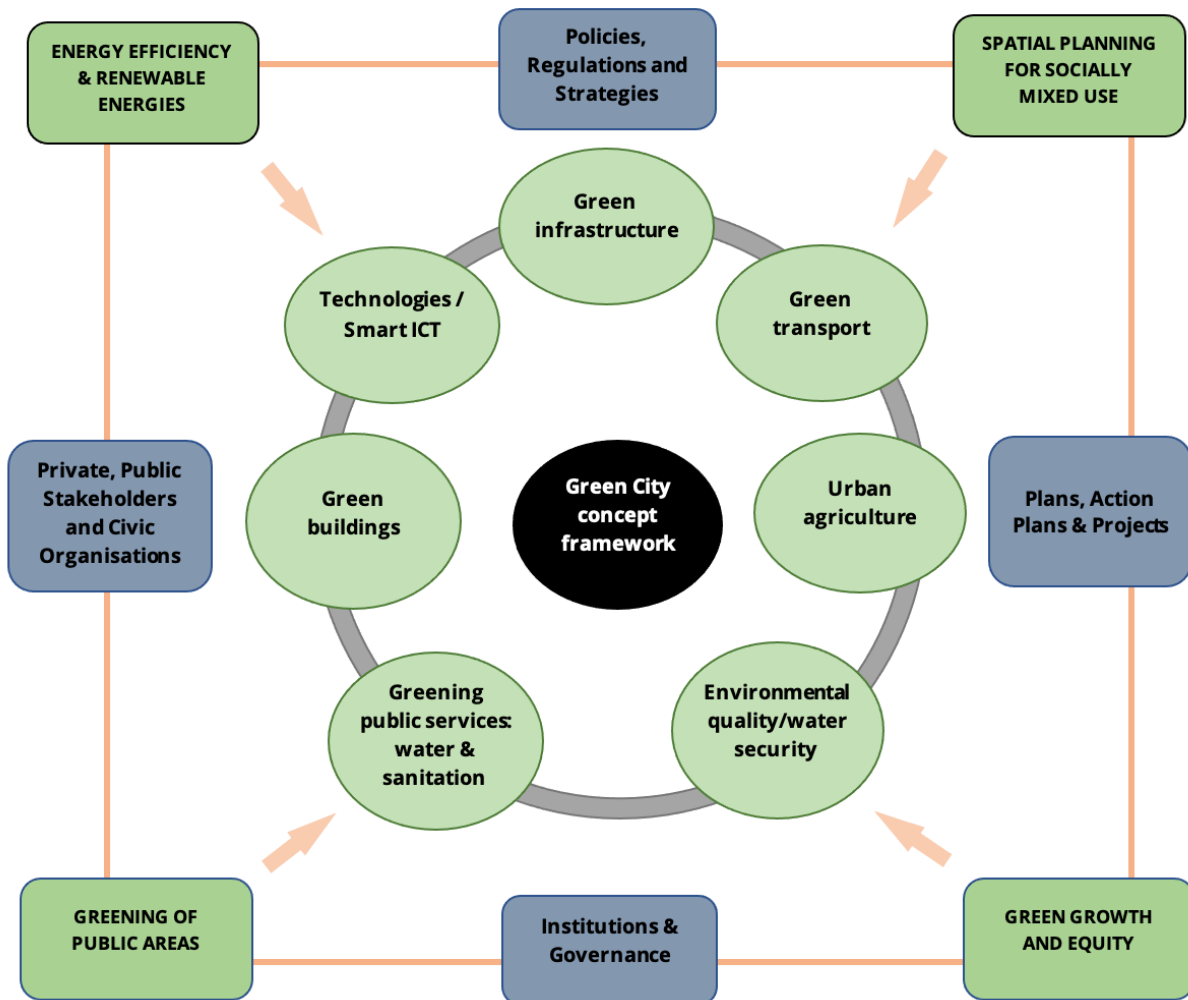 ENERGY EFFICIENCY
& RENEWABLE
ENERGIES
Policies,
Regulations and
Strategies
SPATIAL PLANNING
FOR SOCIALLY
MIXED USE
Green
infrastructure
Technologies /
Smart ICT
Green
transport
Private, Public
Stakeholders
and Civic
Organisations
Green
buildings
Green City
concept
framework
Urban
agriculture
Plans, Action
Plans & Projects
Greening
public services:
water &
sanitation
Environmental
quality/water
security
GREENING OF
PUBLIC AREAS
Institutions &
Governance
GREEN GROWTH
AND EQUITY